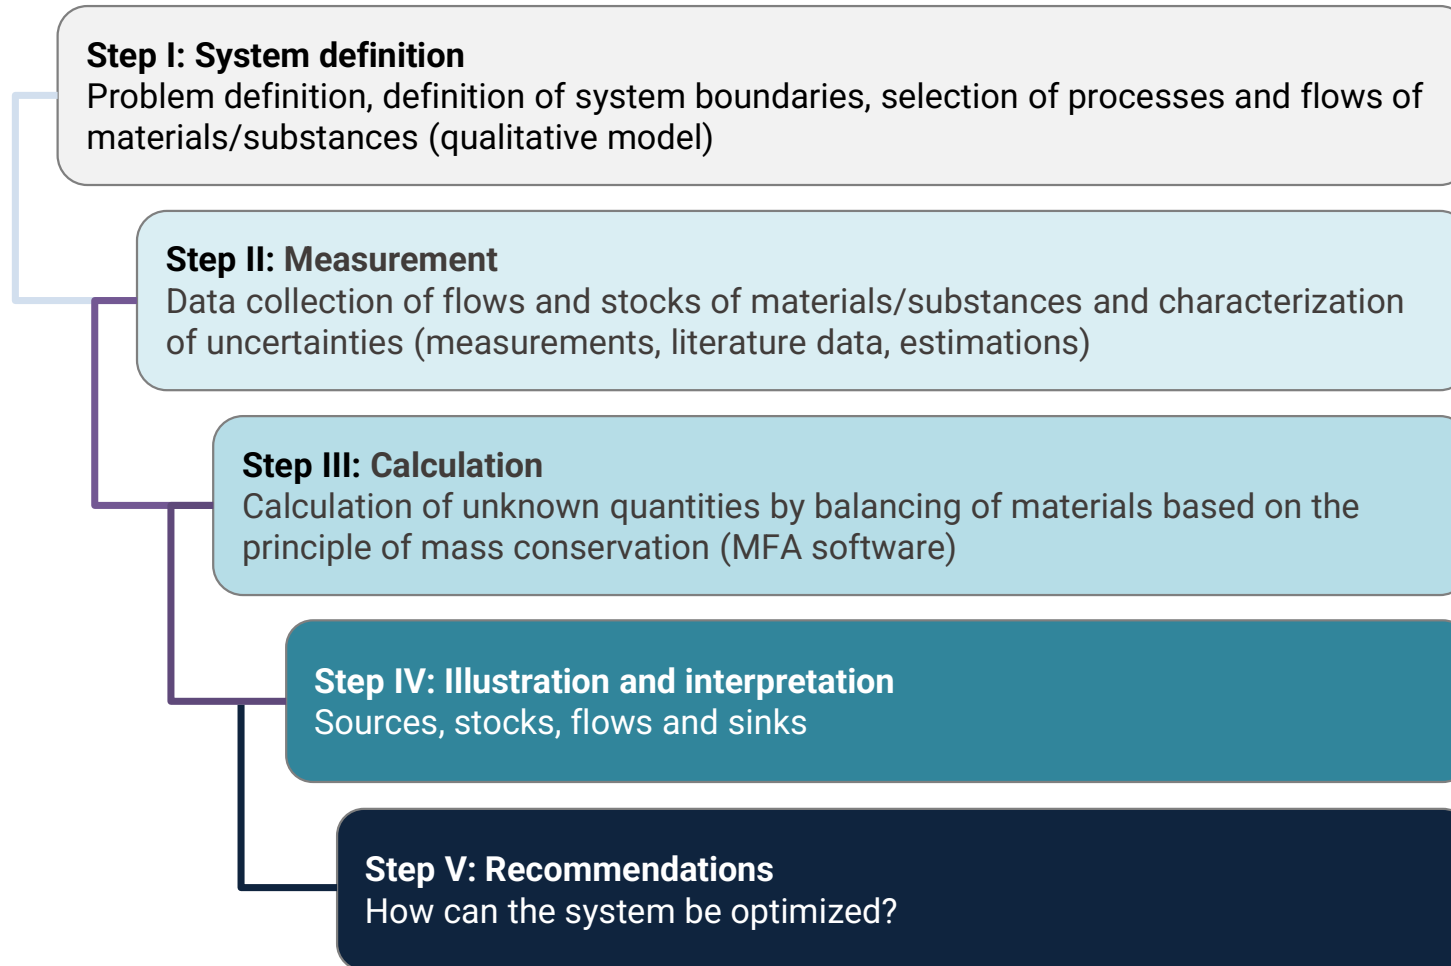 Step I: System definition
Problem definition, definition of system boundaries, selection of processes and flows of
materials/substances (qualitative model)
Step II: Measurement
Data collection of flows and stocks of materials/substances and characterization
of uncertainties (measurements, literature data, estimations)
Step III: Calculation
Calculation of unknown quantities by balancing of materials based on the
principle of mass conservation (MFA software)
Step IV: Illustration and interpretation
Sources, stocks, flows and sinks
Step V: Recommendations
How can the system be optimized?